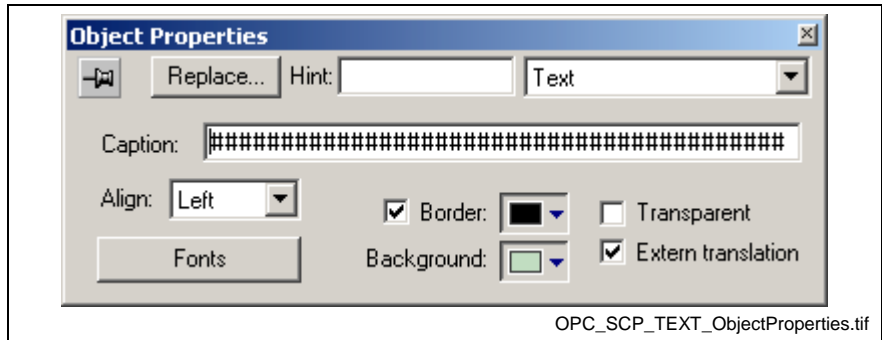 Object Properties
Replace... Hint: Text
Caption: #########################################
Align: Left Border: Transparent
Fonts Background: Extern translation
OPC_SCP_TEXT_ObjectProperties.tif